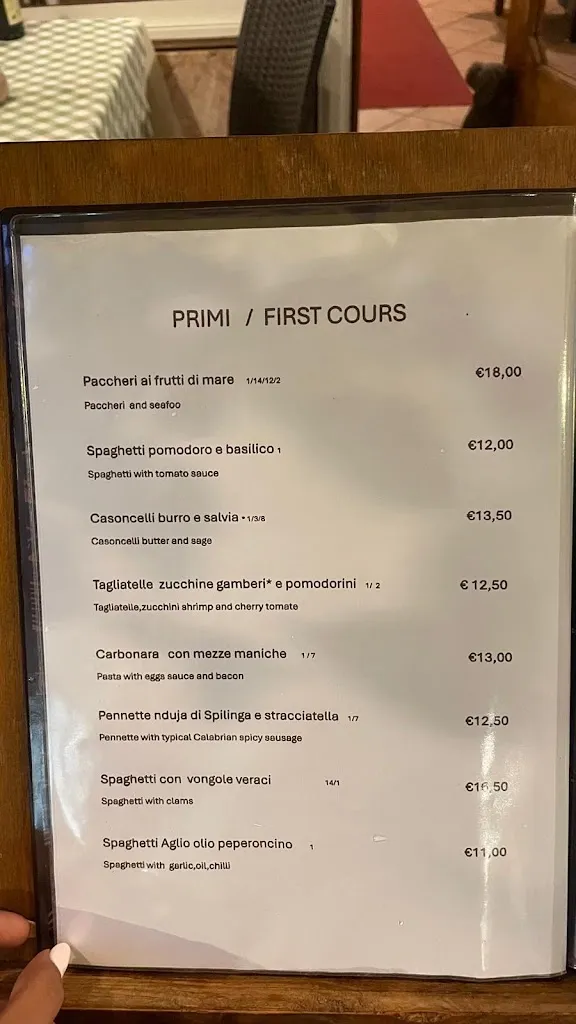 PRIMI / FIRST COURS
Paccheri ai frutti di mare 1/14/12/2 €18,00
Paccheri and seafoo
Spaghetti pomodoro e basilico 1 €12,00
Spaghetti with tomato sauce
Casoncelli burro e salvia * 1/3/8 €13,50
Casoncelli butter and sage
Tagliatelle zucchine gamberi* e pomodorini 1/ 2 € 12,50
Tagliatelle,zucchini shrimp and cherry tomate
Carbonara con mezze maniche 1/7 €13,00
Pasta with eggs sauce and bacon
Pennette nduja di Spilinga e stracciatella 1/7 €12,50
Pennette with typical Calabrian spicy sausage
Spaghetti con vongole veraci 14/1 €16,50
Spaghetti with clams
Spaghetti Aglio olio peperoncino 1 €11,00
Spaghetti with garlic,oil,chilli